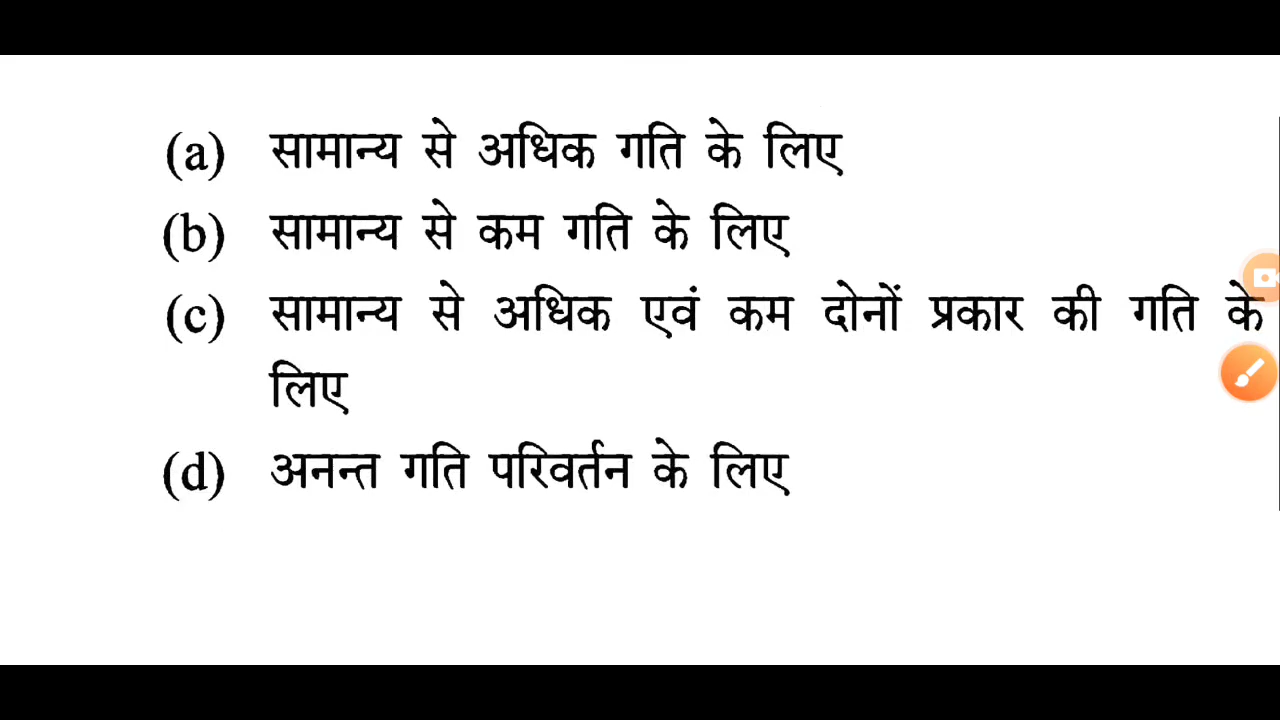 (a) सामान्य से अधिक गति के लिए
(b) सामान्य से कम गति के लिए
(c) सामान्य से अधिक एवं कम दोनों प्रकार की गति के
लिए
(d) अनन्त गति परिवर्तन के लिए